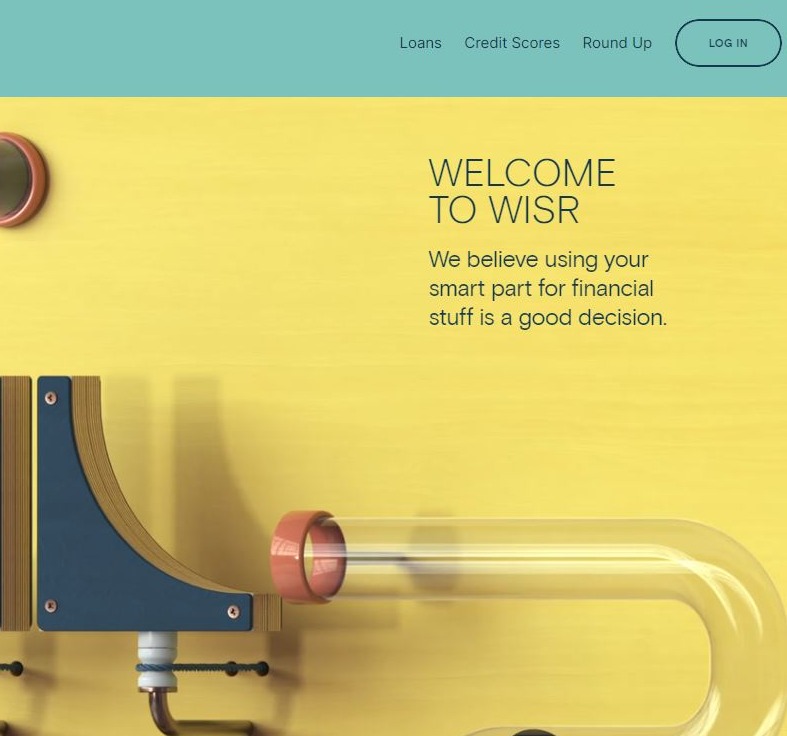 Loans Credit Scores Round Up LOG IN
WELCOME
TO WISR
We believe using your
smart part for financial
stuff is a good decision.